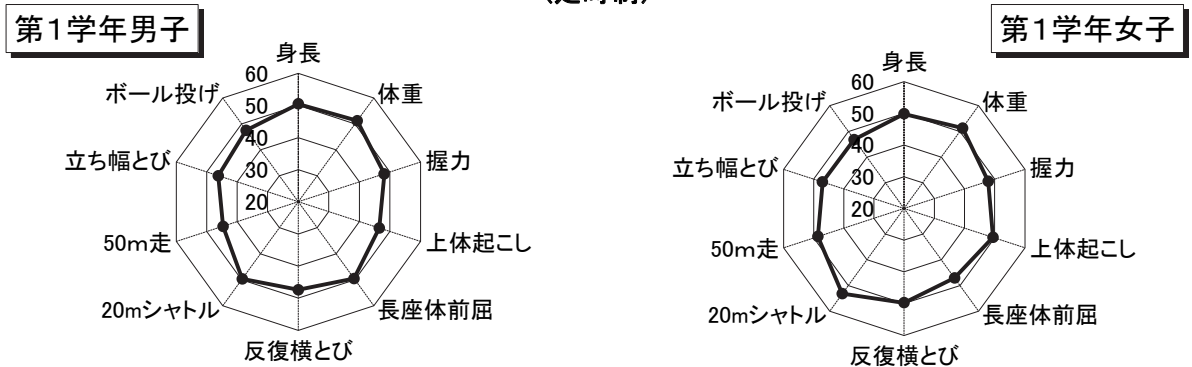 第1学年男子
身長
60
50
40
30
20
体重
握力
上体起こし
長座体前屈
反復横とび
20mシャトル
50m走
立ち幅とび
ボール投げ
第1学年女子
身長
60
50
40
30
20
体重
握力
上体起こし
長座体前屈
反復横とび
20mシャトル
50m走
立ち幅とび
ボール投げ